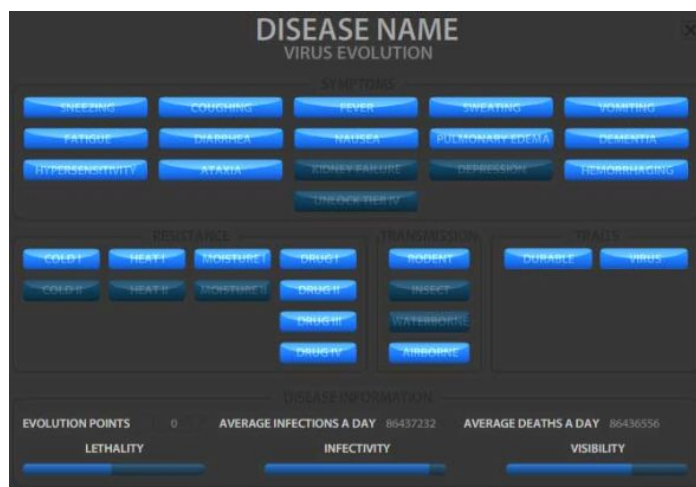 DISEASE NAME
VIRUS EVOLUTION
SYMPTOMS
SNEEZING COUGHING FEVER SWEATING VOMITING
FATIGUE DIARRHEA NAUSEA PULMONARY EDEMA DEMENTIA
HYPERSENSITIVITY ATAXIA KIDNEY FAILURE DEPRESSION HEMORRHAGING
UNLOCK TIER IV
RESISTANCE TRANSMISSION TRAITS
COLD I HEAT I MOISTURE I DRUG I RODENT DURABLE VIRUS
COLD II HEAT II MOISTURE II DRUG II INSECT
DRUG III WATERBORNE
DRUG IV AIRBORNE
DISEASE INFORMATION
EVOLUTION POINTS 0 AVERAGE INFECTIONS A DAY 86437232 AVERAGE DEATHS A DAY 86436556
LETHALITY INFECTIVITY VISIBILITY